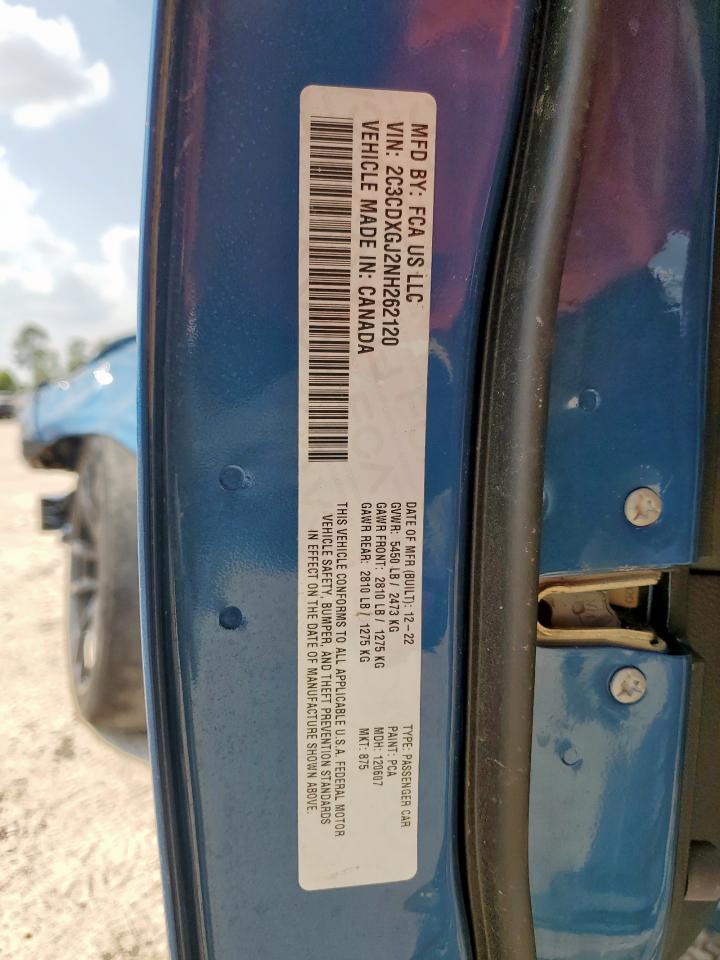 MFD BY: FCA US LLC
VIN: 2C3CDXGJ2NH262120
VEHICLE MADE IN: CANADA
DATE OF MFR (BUILT): 12-22
GVWR: 5450 LB / 2473 KG
GAWR FRONT: 2810 LB / 1275 KG
GAWR REAR: 2810 LB / 1275 KG
TYPE: PASSENGER CAR
PAINT: PCA
MDH: 120607
MKT: 875
THIS VEHICLE CONFORMS TO ALL APPLICABLE U.S.A. FEDERAL MOTOR
VEHICLE SAFETY, BUMPER, AND THEFT PREVENTION STANDARDS
IN EFFECT ON THE DATE OF MANUFACTURE SHOWN ABOVE.